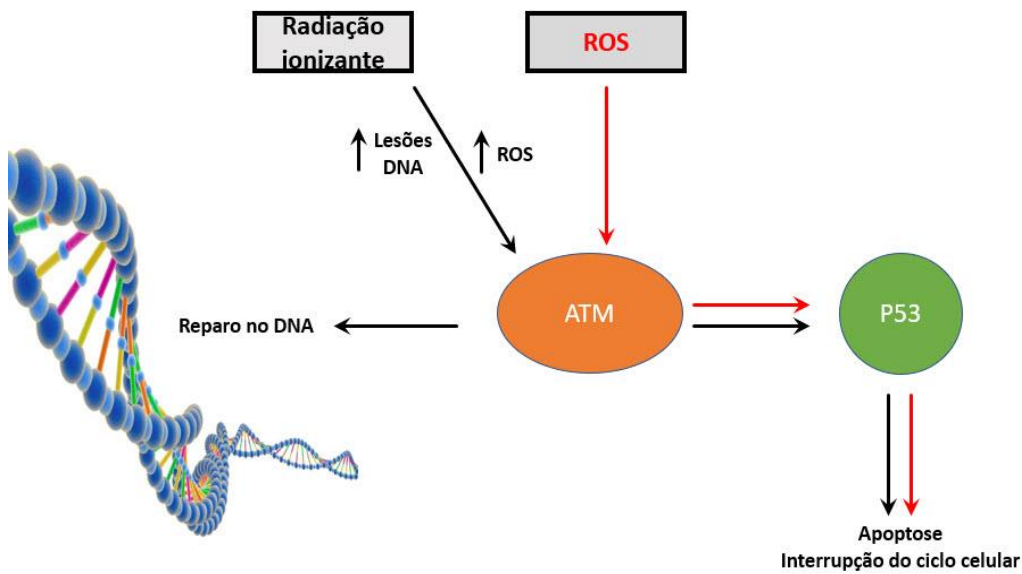 Radiação
ionizante
ROS
Lesões
DNA
ROS
ATM
P53
Reparo no DNA
Apoptose
Interrupção do ciclo celular